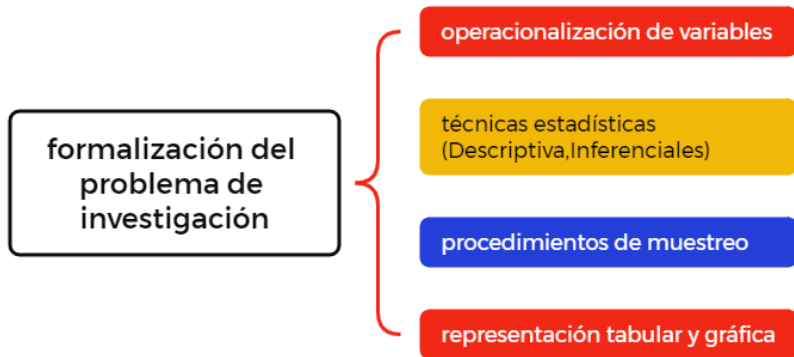 formalización del
problema de
investigación
operacionalización de variables
técnicas estadísticas
(Descriptiva,Inferenciales)
procedimientos de muestreo
representación tabular y gráfica